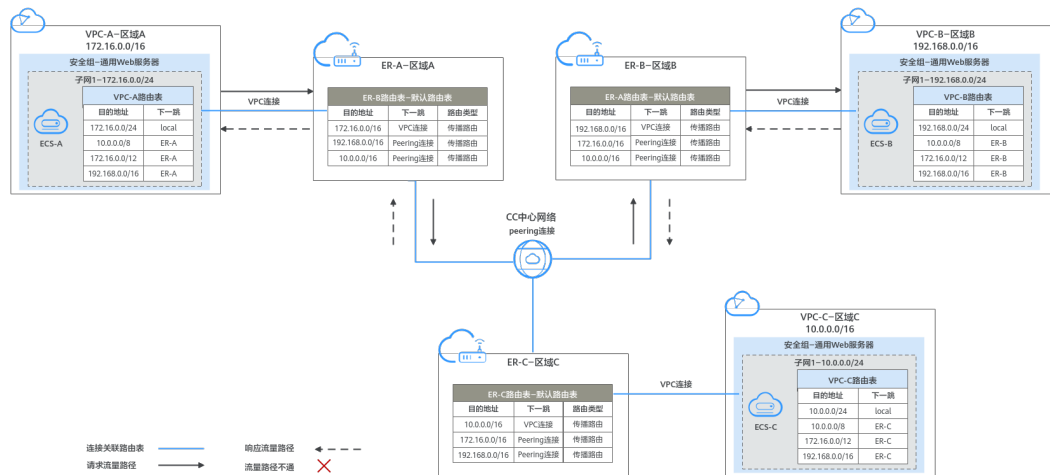 VPC-A-区域A
172.16.0.0/16
安全组-通用Web服务器
子网1-172.16.0.0/24
VPC-A路由表
目的地址 下一跳
172.16.0.0/24 local
10.0.0.0/8 ER-A
172.16.0.0/12 ER-A
192.168.0.0/16 ER-A
ECS-A
VPC连接
ER-A-区域A
ER-B路由表-默认路由表
目的地址 下一跳 路由类型
172.16.0.0/16 VPC连接 传播路由
192.168.0.0/16 Peering连接 传播路由
10.0.0.0/16 Peering连接 传播路由
ER-B-区域B
ER-A路由表-默认路由表
目的地址 下一跳 路由类型
192.168.0.0/16 VPC连接 传播路由
172.16.0.0/16 Peering连接 传播路由
10.0.0.0/16 Peering连接 传播路由
VPC连接
VPC-B-区域B
192.168.0.0/16
安全组-通用Web服务器
子网1-192.168.0.0/24
VPC-B路由表
目的地址 下一跳
192.168.0.0/24 local
10.0.0.0/8 ER-B
172.16.0.0/12 ER-B
192.168.0.0/16 ER-B
ECS-B
CC中心网络
peering连接
ER-C-区域C
ER-C路由表-默认路由表
目的地址 下一跳 路由类型
10.0.0.0/16 VPC连接 传播路由
172.16.0.0/16 Peering连接 传播路由
192.168.0.0/16 Peering连接 传播路由
VPC连接
VPC-C-区域C
10.0.0.0/16
安全组-通用Web服务器
子网1-10.0.0.0/24
VPC-C路由表
目的地址 下一跳
10.0.0.0/24 local
10.0.0.0/8 ER-C
172.16.0.0/12 ER-C
192.168.0.0/16 ER-C
ECS-C
连接关联路由表 响应流量路径
请求流量路径 流量路径不通